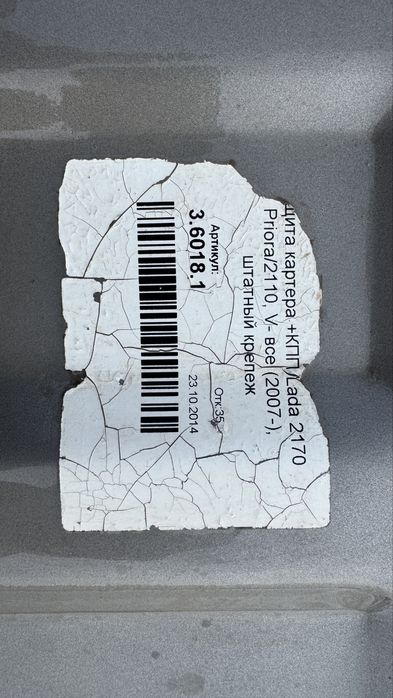 щита картера +КПП/Lada 2170
Priora/2110, V- все (2007-),
штатный крепеж
Артикул:
3.6018.1
Отк.35
23.10.2014